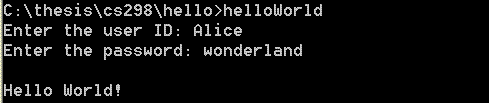 C:\thesis\cs298\hello>helloWorld
Enter the user ID: Alice
Enter the password: wonderland
Hello World!